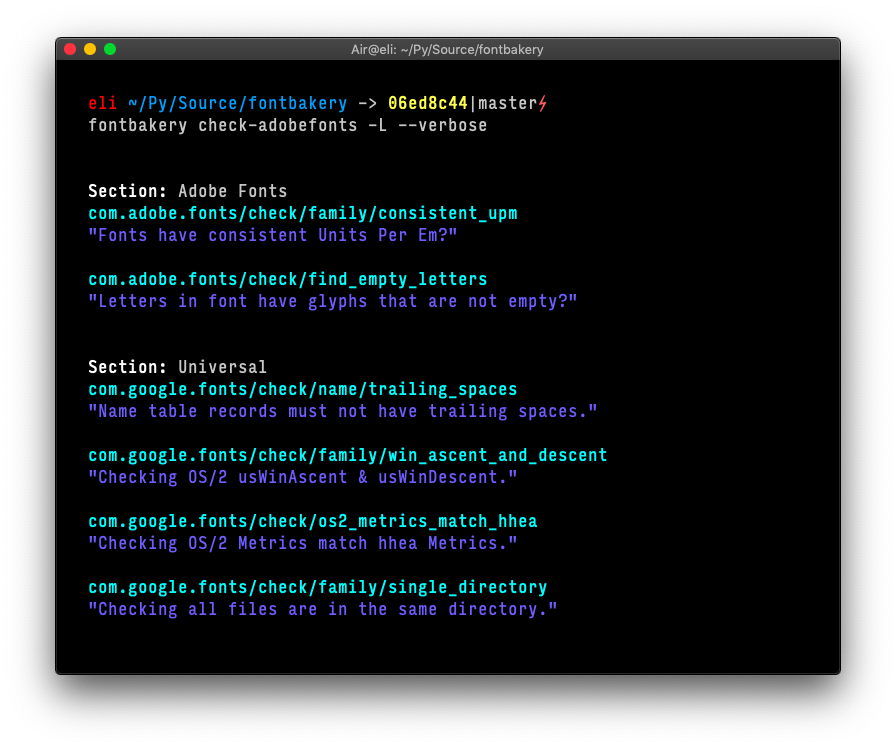 Air@eli: ~/Py/Source/fontbakery
eli ~/Py/Source/fontbakery -> 06ed8c44|master⚡
fontbakery check-adobefonts -L --verbose
Section: Adobe Fonts
com.adobe.fonts/check/family/consistent_upm
"Fonts have consistent Units Per Em?"
com.adobe.fonts/check/find_empty_letters
"Letters in font have glyphs that are not empty?"
Section: Universal
com.google.fonts/check/name/trailing_spaces
"Name table records must not have trailing spaces."
com.google.fonts/check/family/win_ascent_and_descent
"Checking OS/2 usWinAscent & usWinDescent."
com.google.fonts/check/os2_metrics_match_hhea
"Checking OS/2 Metrics match hhea Metrics."
com.google.fonts/check/family/single_directory
"Checking all files are in the same directory."